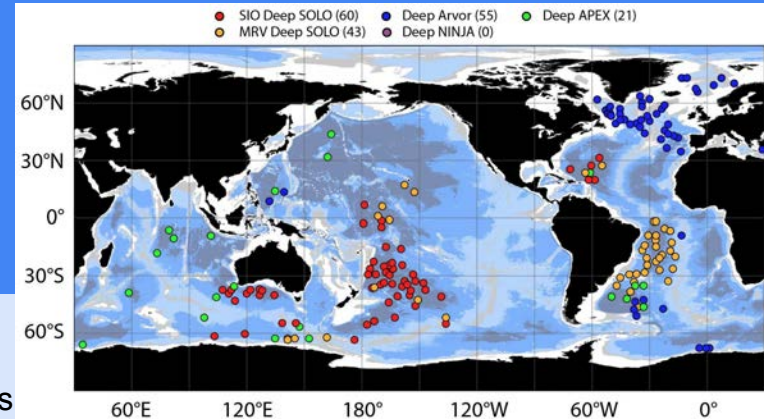 SIO Deep SOLO (60) Deep Arvor (55) Deep APEX (21)
MRV Deep SOLO (43) Deep NINJA (0)
60°N
30°N
0°
30°S
60°S
s
60°E 120°E 180° 120°W 60°W 0°